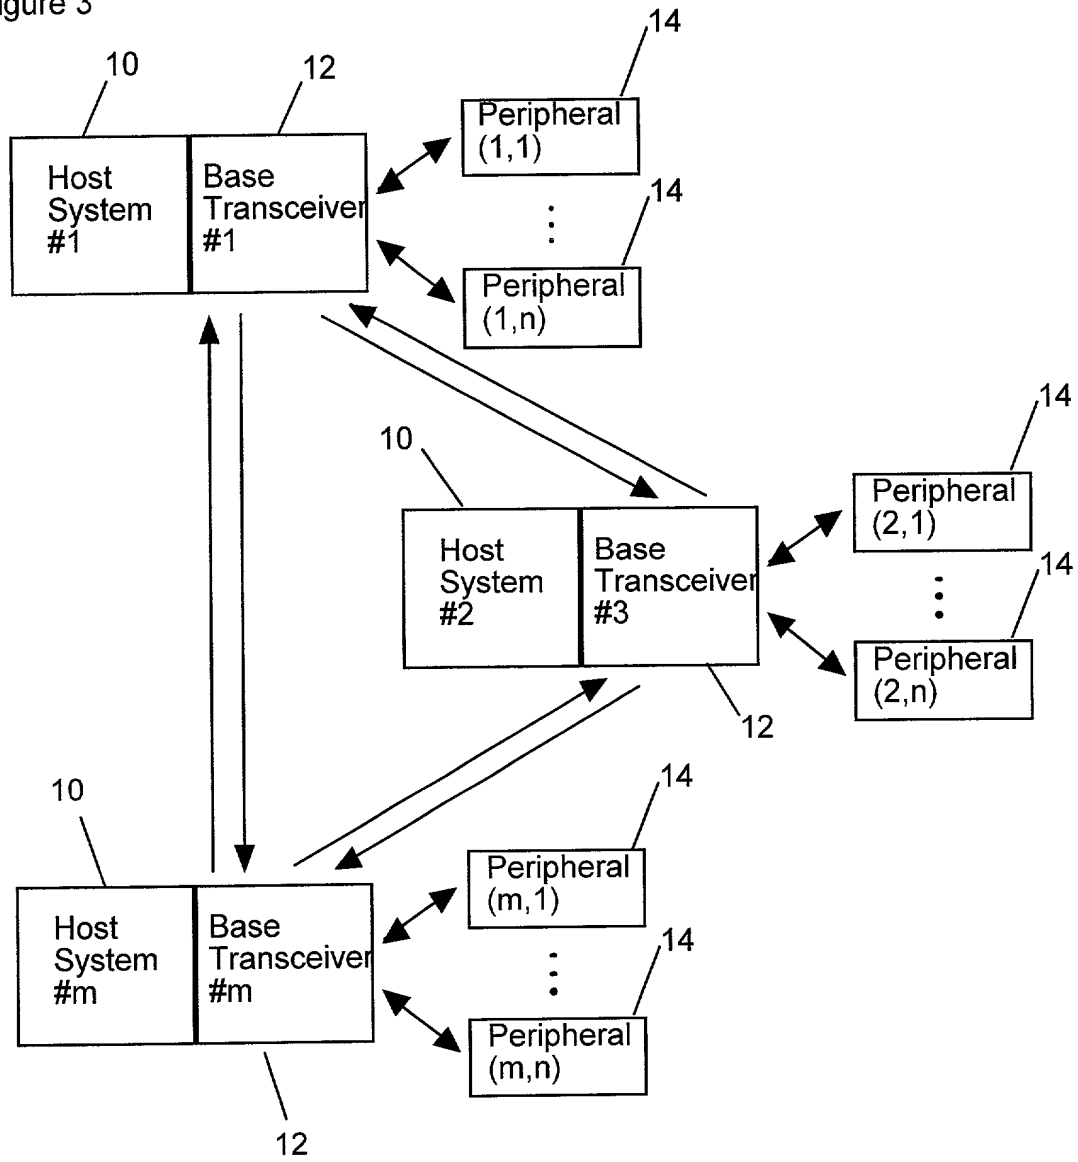 igure 3
14
10
12
Peripheral
(1,1)
Host
System
#1
Base
Transceiver
#1
14
Peripheral
(1,n)
14
10
Peripheral
(2,1)
Host
System
#2
Base
Transceiver
#3
14
Peripheral
(2,n)
12
14
10
Peripheral
(m,1)
Host
System
#m
Base
Transceiver
#m
14
Peripheral
(m,n)
12